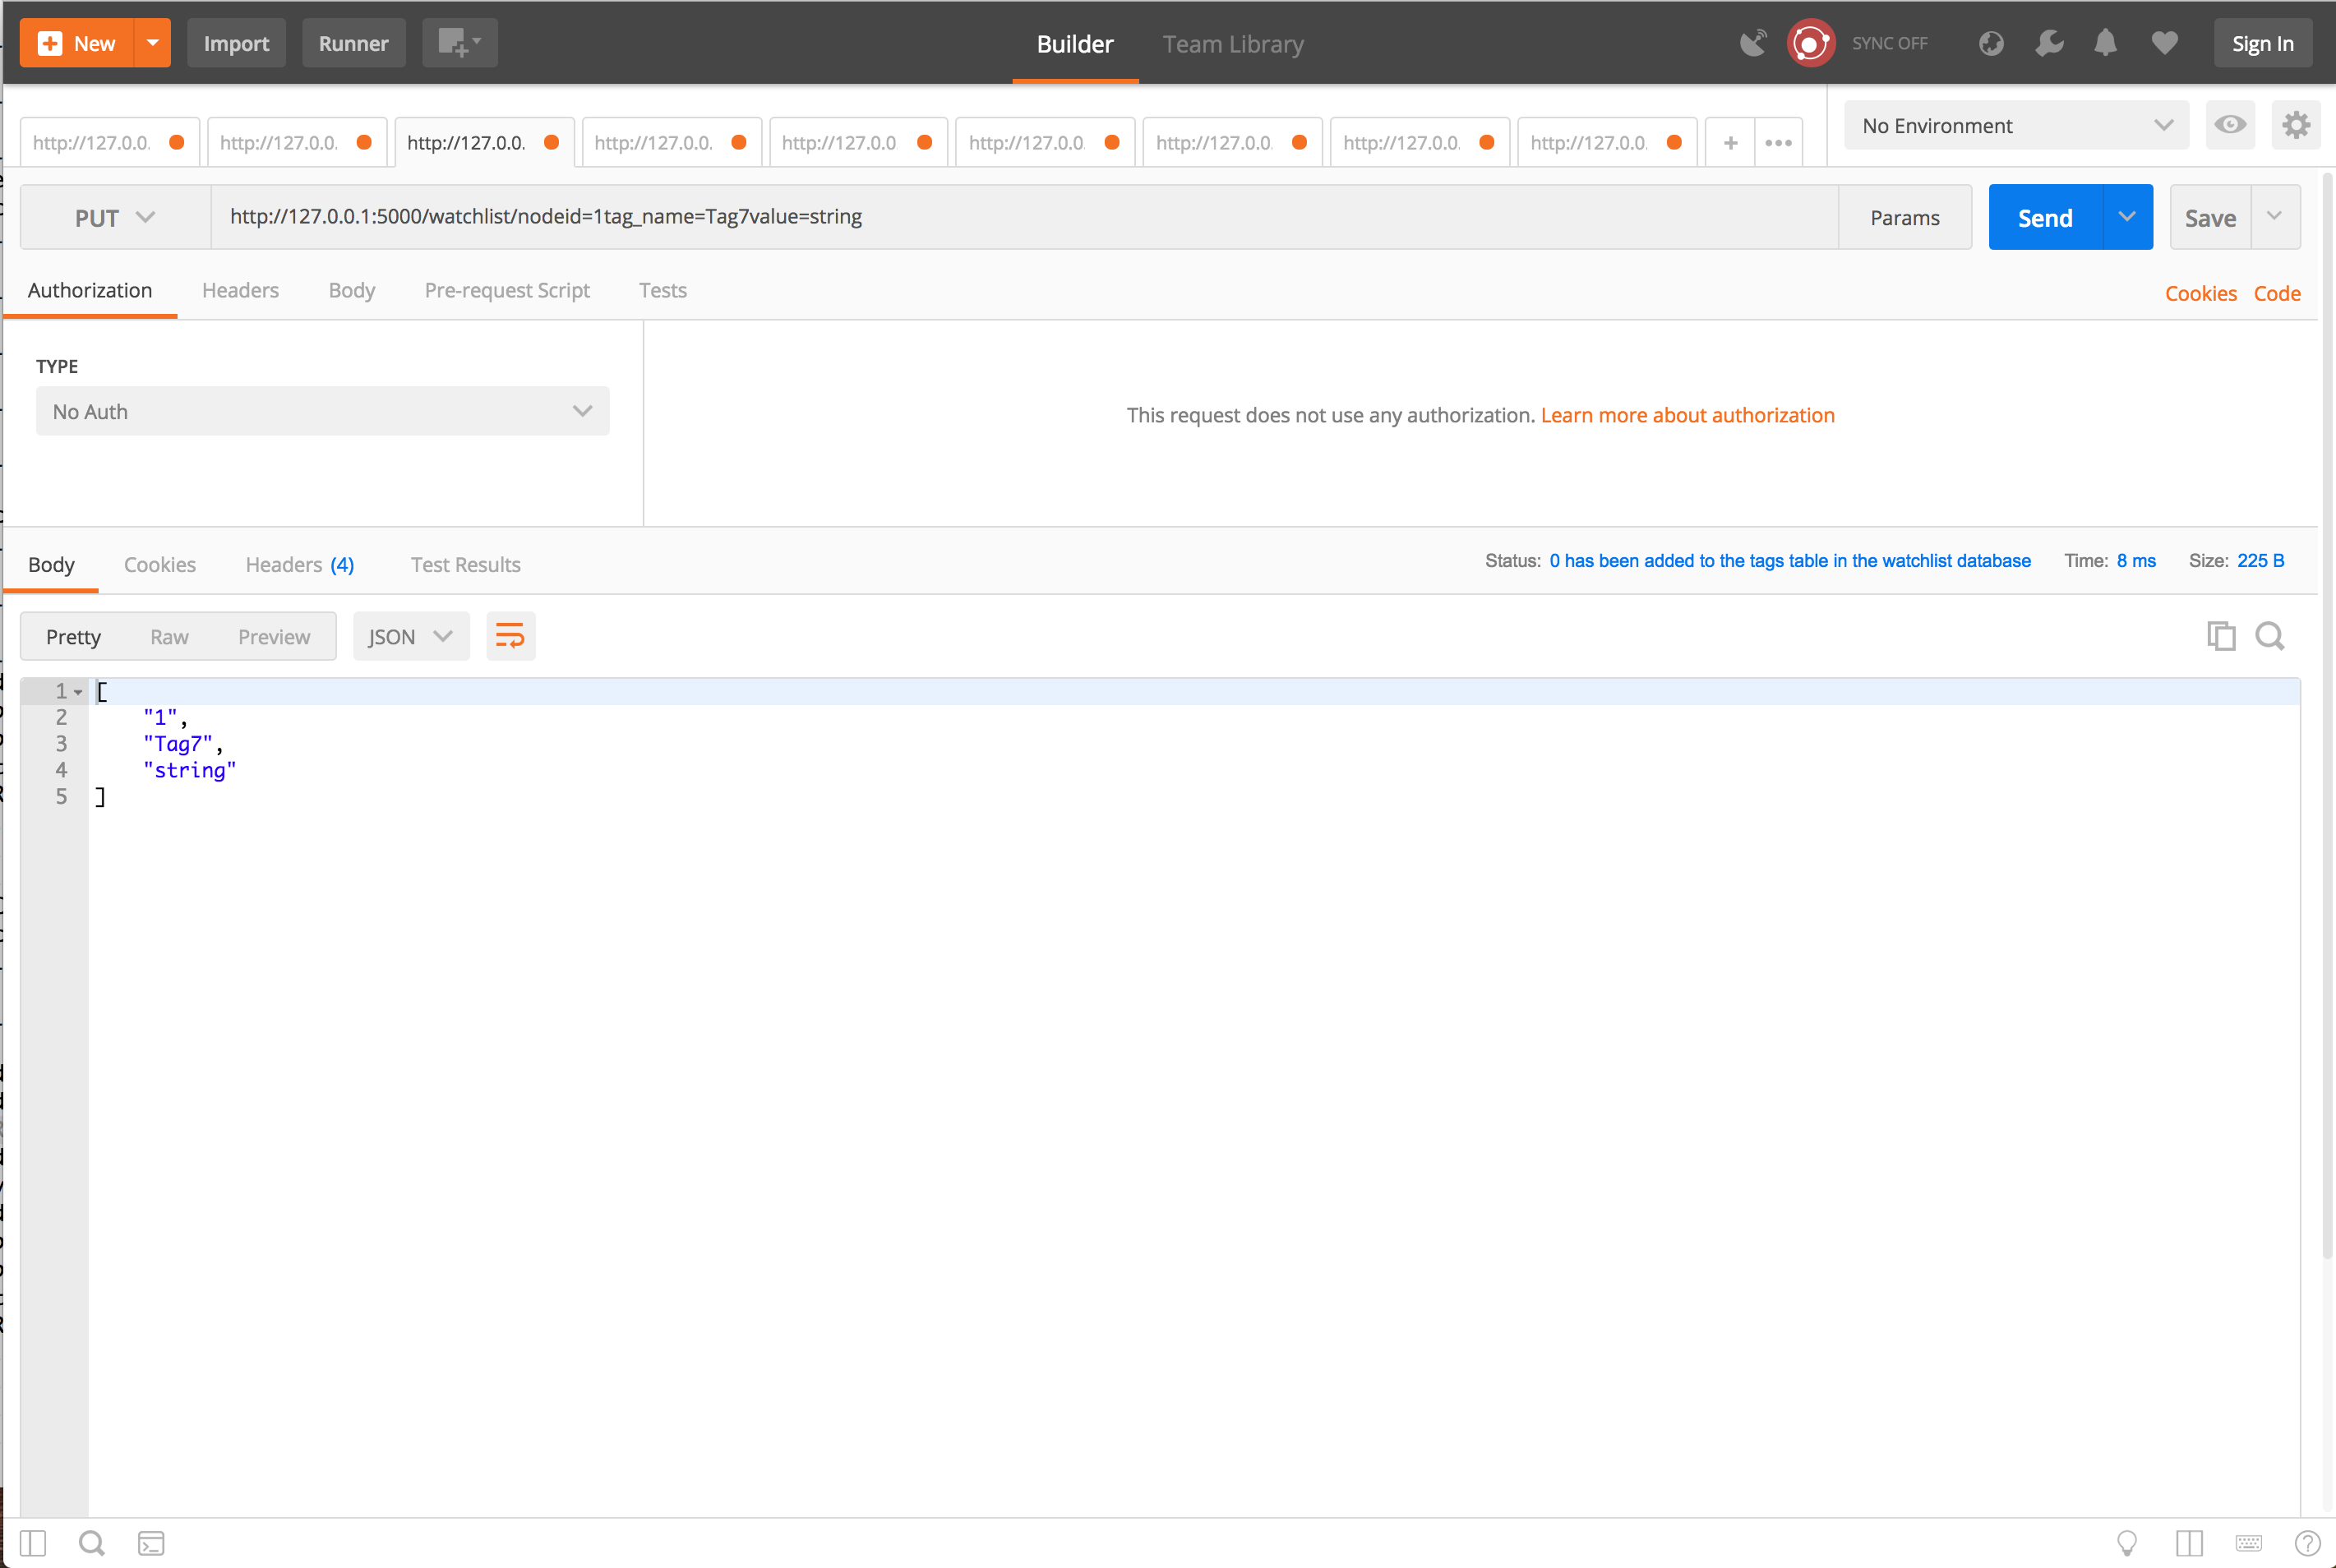 New Import Runner Builder Team Library SYNC OFF Sign In
http://127.0.0. http://127.0.0. http://127.0.0. http://127.0.0. http://127.0.0 http://127.0.0 http://127.0.0. http://127.0.0. http://127.0.0. + ••• No Environment
PUT http://127.0.0.1:5000/watchlist/nodeid=1tag_name=Tag7value=string Params Send Save
Authorization Headers Body Pre-request Script Tests Cookies Code
TYPE
No Auth
This request does not use any authorization. Learn more about authorization
Body Cookies Headers (4) Test Results Status: 0 has been added to the tags table in the watchlist database Time: 8 ms Size: 225 B
Pretty Raw Preview JSON
1 [
2 "1",
3 "Tag7",
4 "string"
5 ]